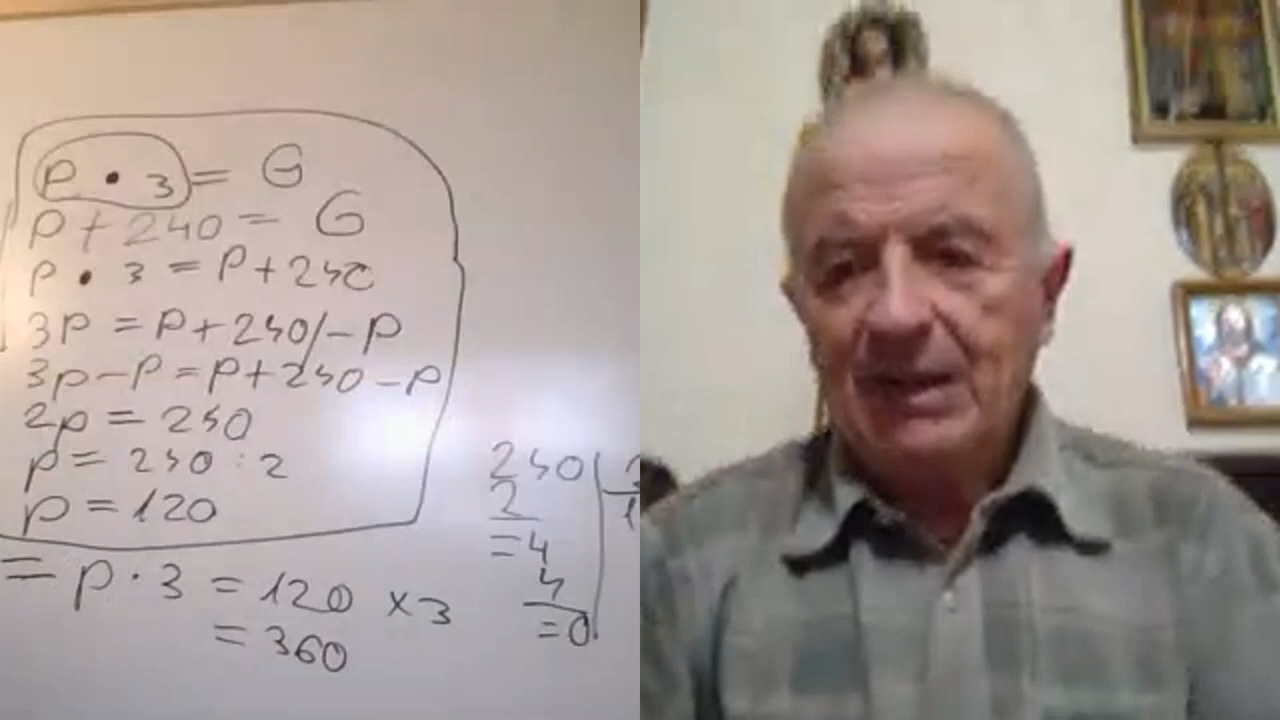 P • 3 = G
P + 240 = G
P • 3 = P + 240
3P = P + 240 / - P
3p - P = P + 240 - P
2p = 240
p = 240 : 2
p = 120
= p · 3 = 120 x 3
= 360
240
2
= 4
4
= 0